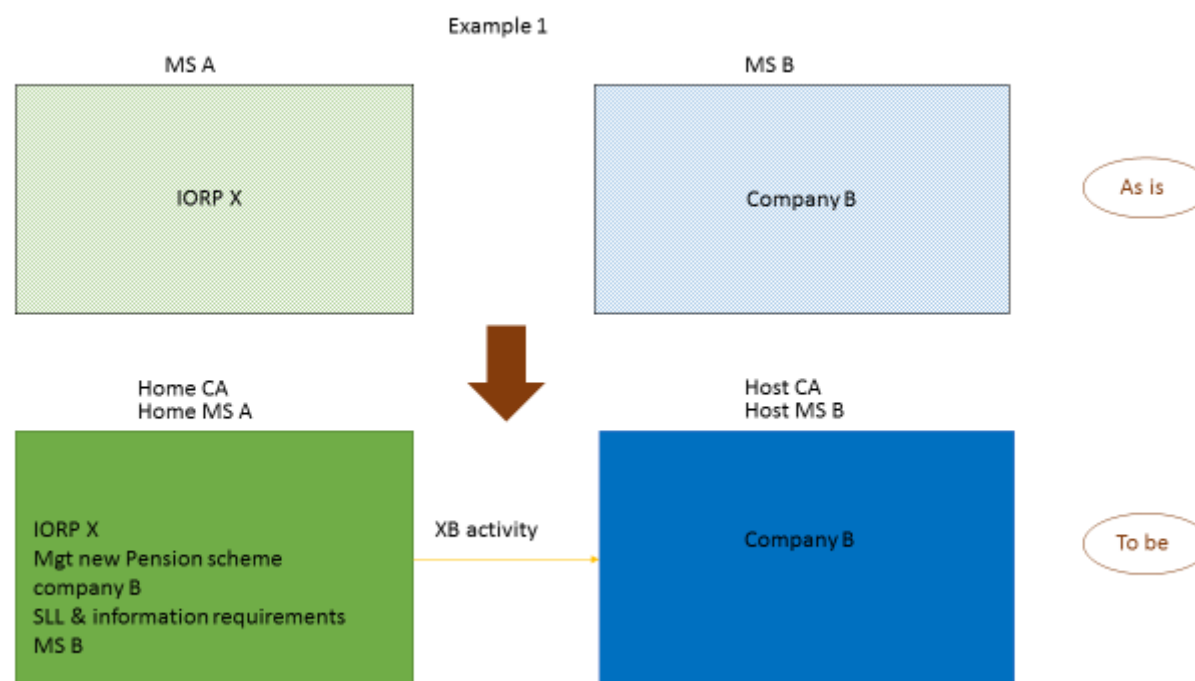 Example 1
MS A
MS B
IORP X
Company B
As is
Home CA
Home MS A
Host CA
Host MS B
IORP X
Mgt new Pension scheme
company B
SLL & information requirements
MS B
XB activity
Company B
To be